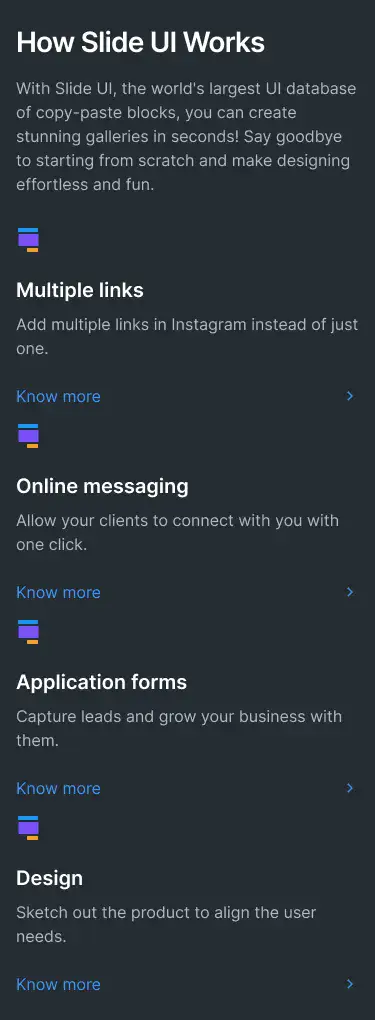 How Slide UI Works
With Slide UI, the world's largest UI database
of copy-paste blocks, you can create
stunning galleries in seconds! Say goodbye
to starting from scratch and make designing
effortless and fun.
Multiple links
Add multiple links in Instagram instead of just
one.
Know more
Online messaging
Allow your clients to connect with you with
one click.
Know more
Application forms
Capture leads and grow your business with
them.
Know more
Design
Sketch out the product to align the user
needs.
Know more